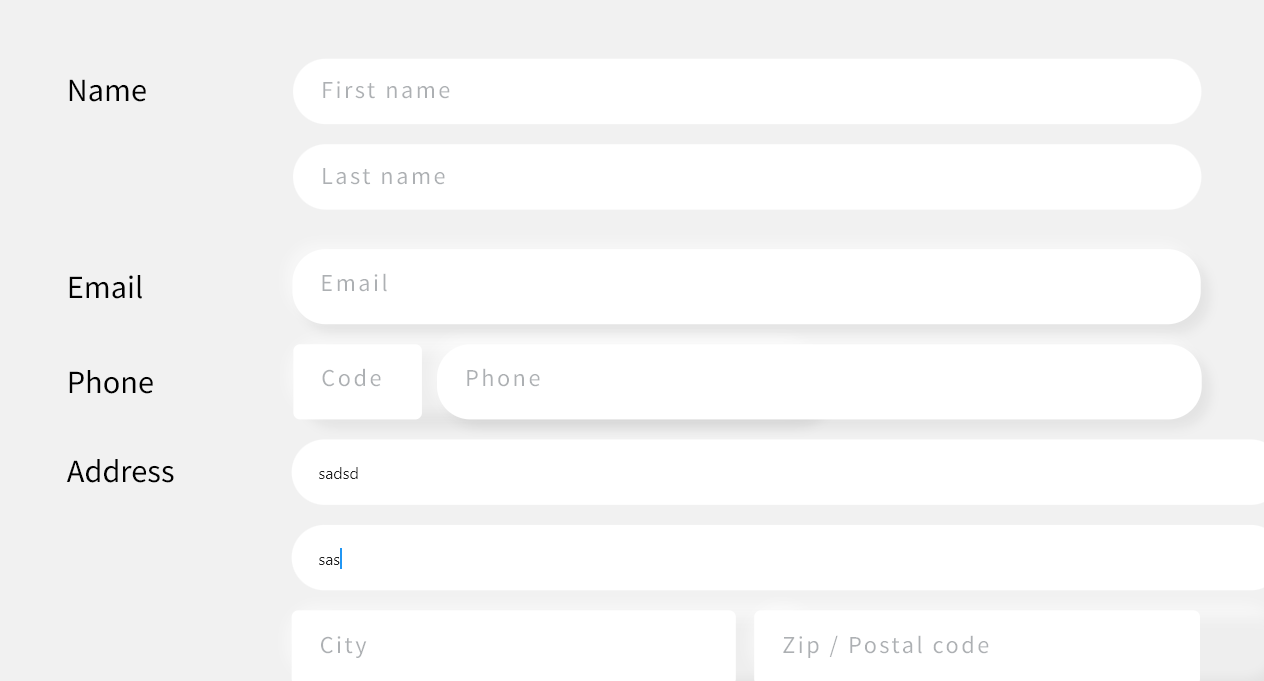 Name First name
Last name
Email Email
Phone Code Phone
Address sadsd
sas
City Zip / Postal code